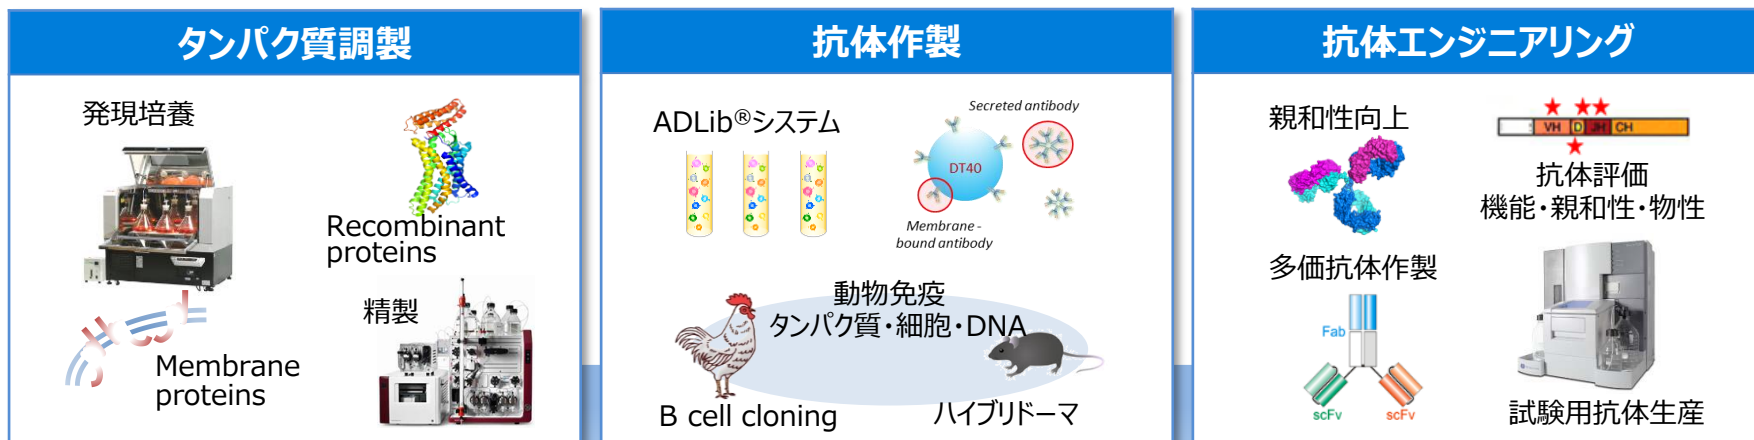 タンパク質調製
発現培養
Recombinant
proteins
精製
Membrane
proteins
抗体作製
ADLib®システム
Secreted antibody
DT40
Membrane -
bound antibody
動物免疫
タンパク質・細胞・DNA
B cell cloning
ハイブリドーマ
抗体エンジニアリング
親和性向上
VH D JH CH
抗体評価
機能・親和性・物性
多価抗体作製
Fab
scFv scFv
試験用抗体生産